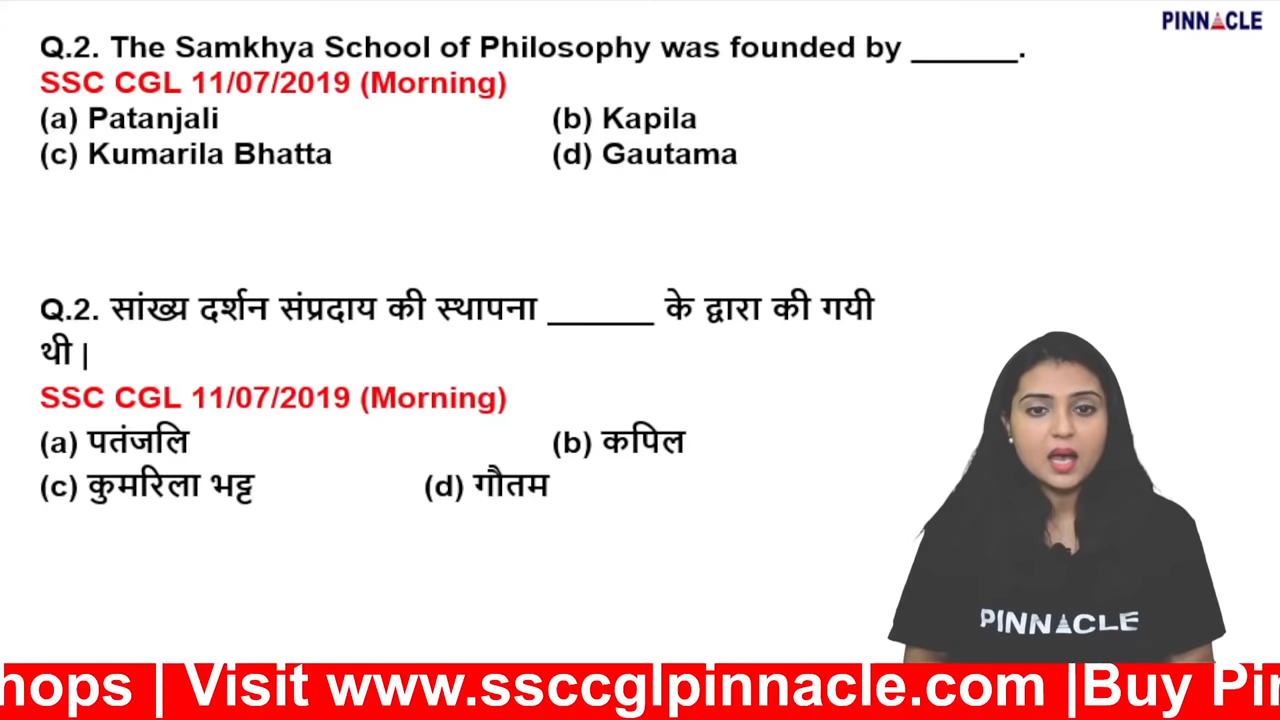 PINNACLE
Q.2. The Samkhya School of Philosophy was founded by ______.
SSC CGL 11/07/2019 (Morning)
(a) Patanjali (b) Kapila
(c) Kumarila Bhatta (d) Gautama
Q.2. सांख्य दर्शन संप्रदाय की स्थापना ______ के द्वारा की गयी
थी |
SSC CGL 11/07/2019 (Morning)
(a) पतंजलि (b) कपिल
(c) कुमरिला भट्ट (d) गौतम
PINNACLE
hops | Visit www.ssccglpinnacle.com |Buy Pin